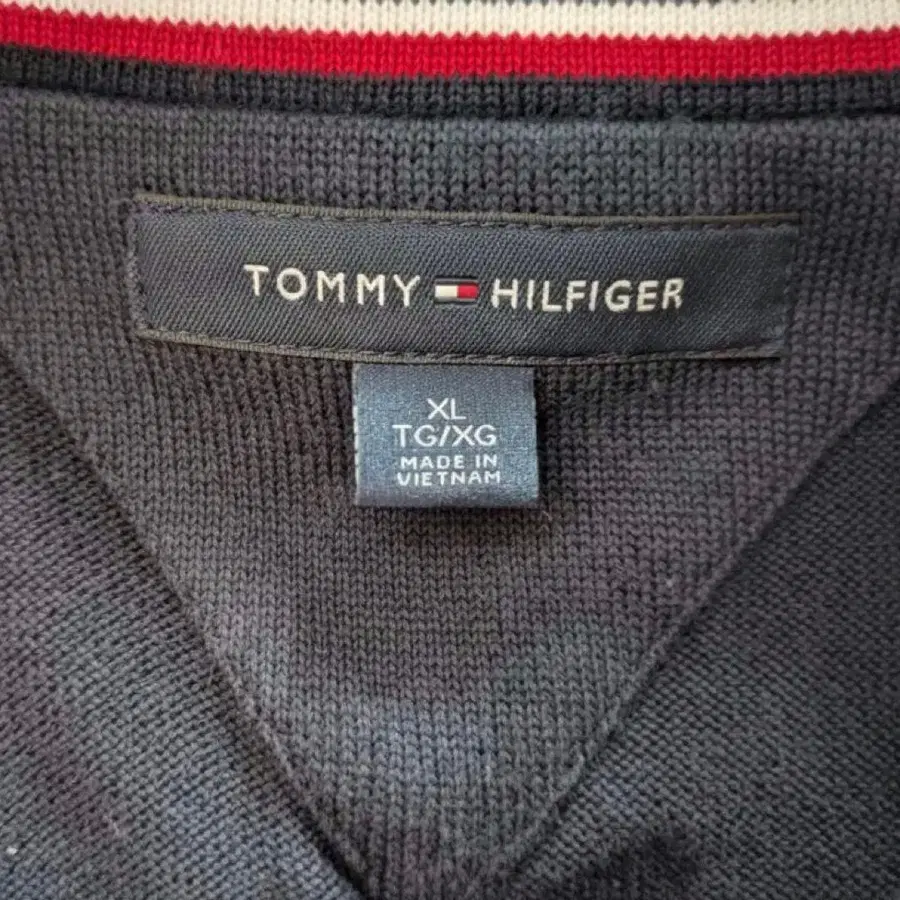 TOMMY HILFIGER
XL
TG/XG
MADE IN
VIETNAM